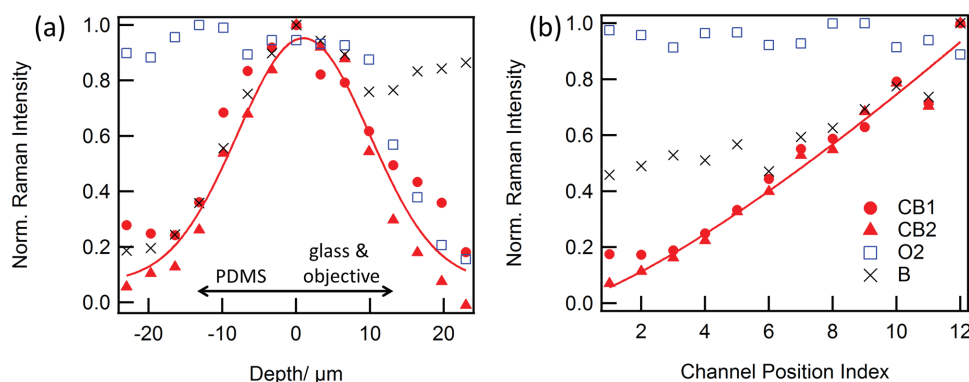 (a)
Norm. Raman Intensity
1.0
0.8
0.6
0.4
0.2
0.0
PDMS
glass &
objective
-20
-10
0
10
20
Depth/ μm
(b)
Norm. Raman Intensity
1.0
0.8
0.6
0.4
0.2
0.0
CB1
CB2
O2
B
2
4
6
8
10
12
Channel Position Index